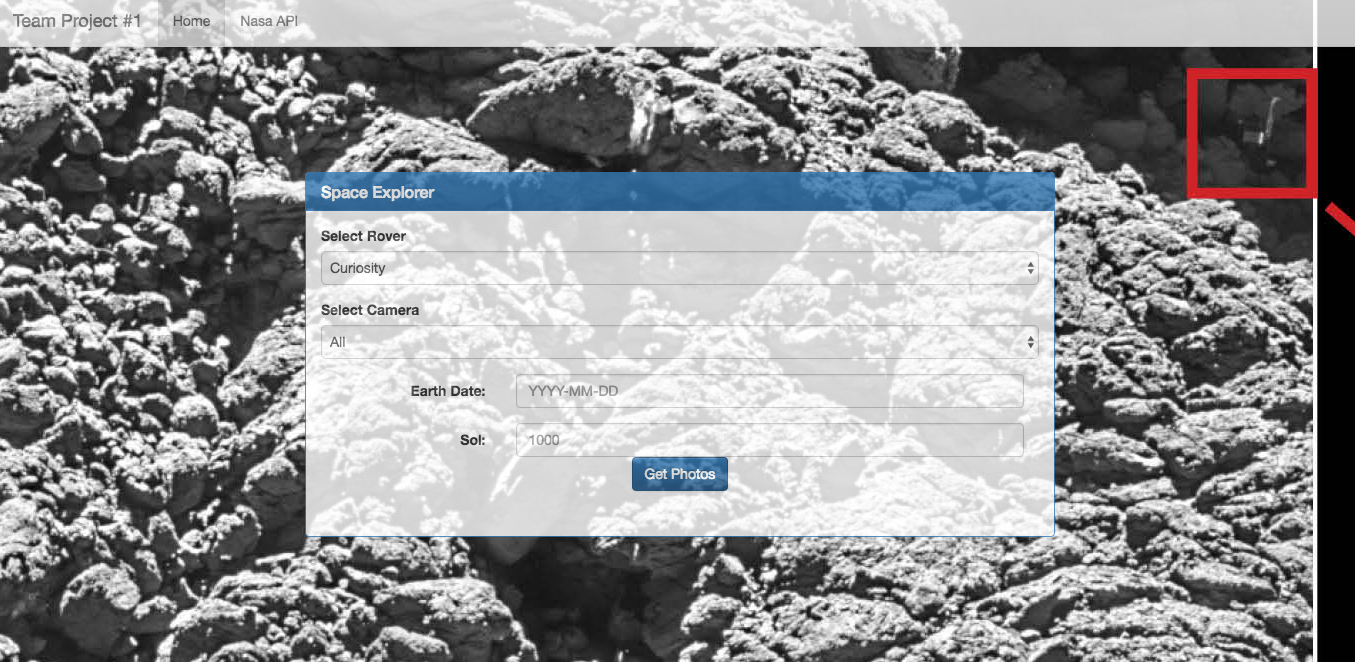 Team Project #1 Home Nasa API
Space Explorer
Select Rover
Curiosity
Select Camera
All
Earth Date: YYYY-MM-DD
Sol: 1000
Get Photos